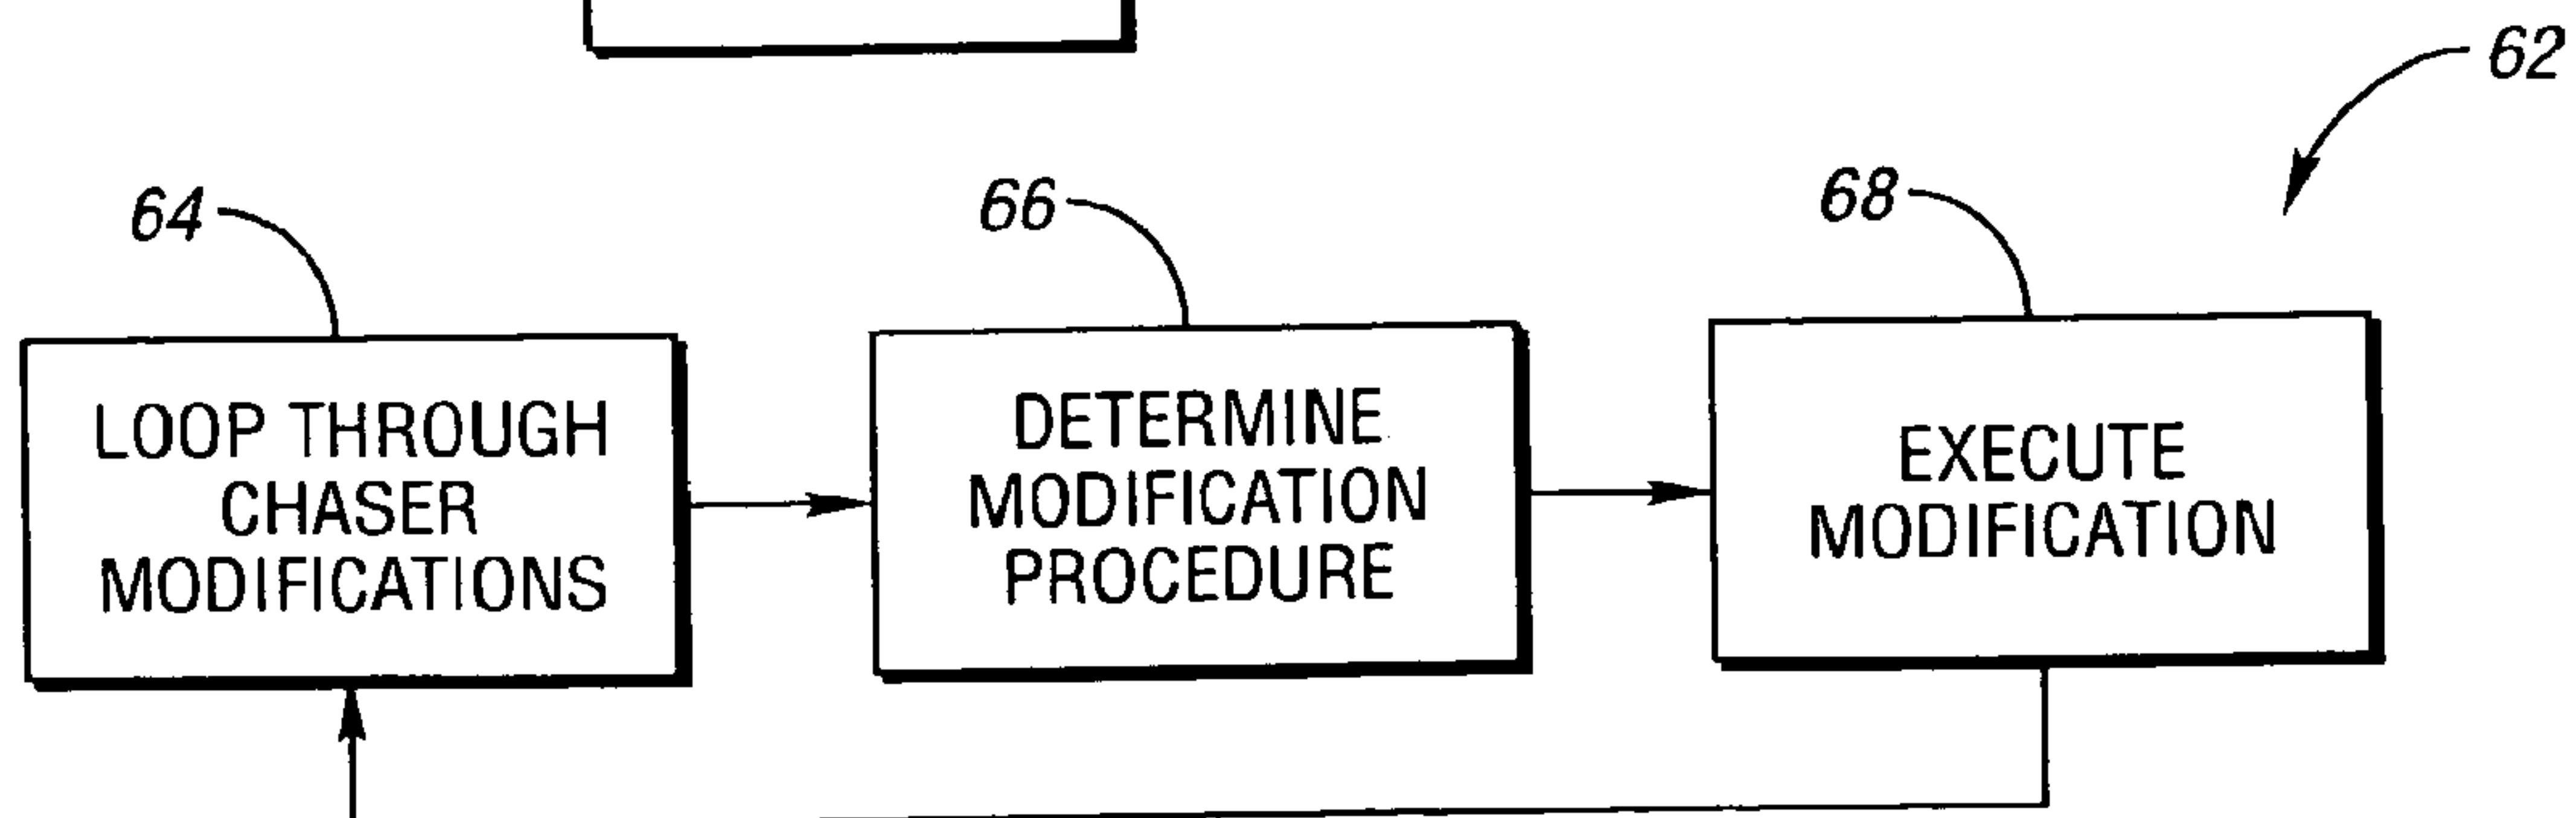 62
64
66
68
LOOP THROUGH
CHASER
MODIFICATIONS
DETERMINE
MODIFICATION
PROCEDURE
EXECUTE
MODIFICATION